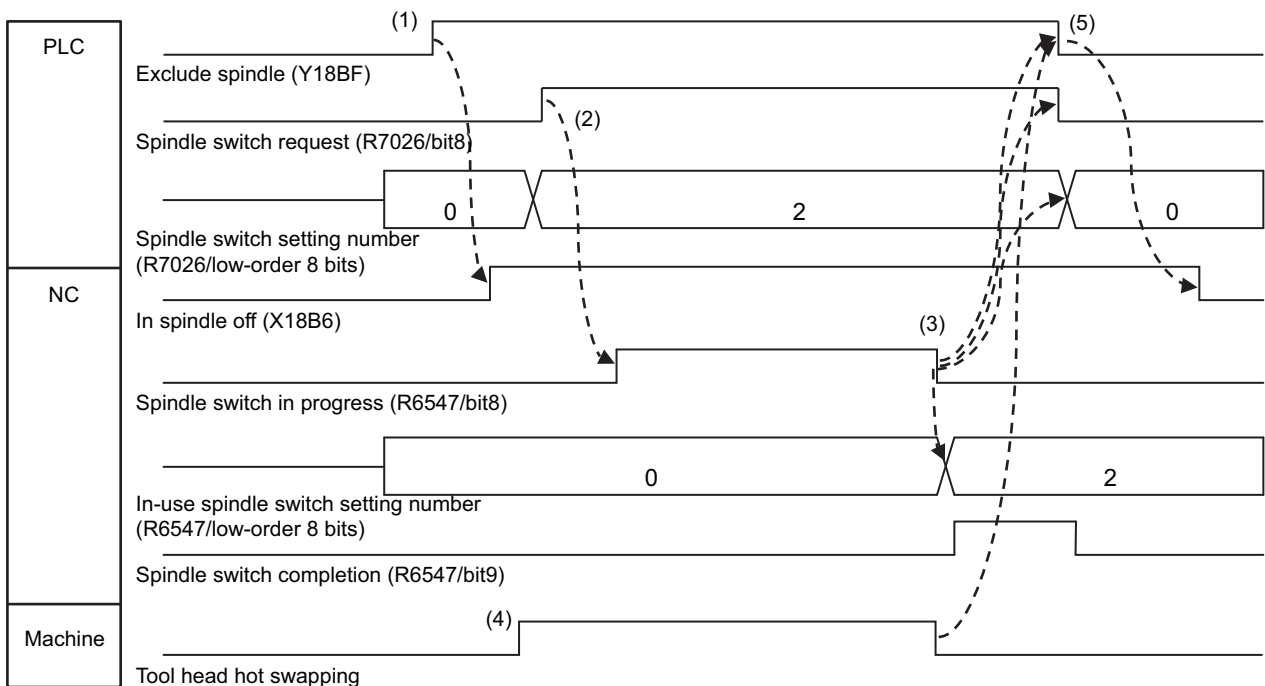 (1)
(5)
PLC
Exclude spindle (Y18BF)
(2)
Spindle switch request (R7026/bit8)
0
2
0
Spindle switch setting number
(R7026/low-order 8 bits)
NC
In spindle off (X18B6)
(3)
Spindle switch in progress (R6547/bit8)
0
2
In-use spindle switch setting number
(R6547/low-order 8 bits)
Spindle switch completion (R6547/bit9)
(4)
Machine
Tool head hot swapping